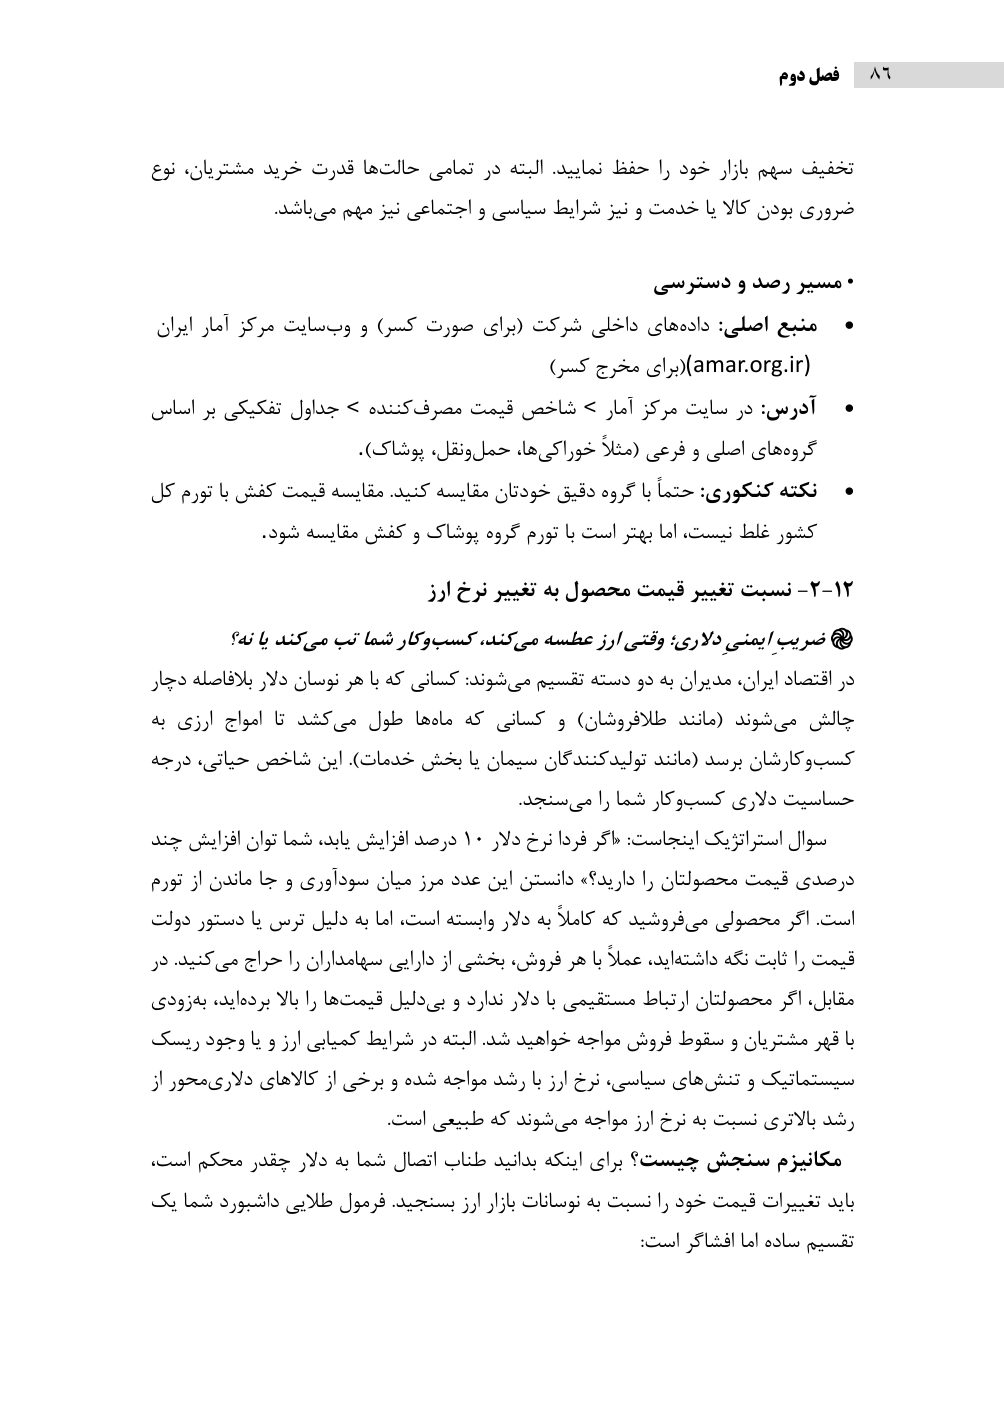 ۸٦ فصل دوم
تخفیف سهم بازار خود را حفظ نمایید. البته در تمامی حالت‌ها قدرت خرید مشتریان، نوع
ضروری بودن کالا یا خدمت و نیز شرایط سیاسی و اجتماعی نیز مهم می‌باشد.
• مسیر رصد و دسترسی
• منبع اصلی: داده‌های داخلی شرکت (برای صورت کسر) و وب‌سایت مرکز آمار ایران
(amar.org.ir)(برای مخرج کسر)
• آدرس: در سایت مرکز آمار > شاخص قیمت مصرف‌کننده > جداول تفکیکی بر اساس
گروه‌های اصلی و فرعی (مثلاً خوراکی‌ها، حمل‌ونقل، پوشاک).
• نکته کنکوری: حتماً با گروه دقیق خودتان مقایسه کنید. مقایسه قیمت کفش با تورم کل
کشور غلط نیست، اما بهتر است با تورم گروه پوشاک و کفش مقایسه شود.
۲-۱۲- نسبت تغییر قیمت محصول به تغییر نرخ ارز
ضریبِ ایمنیِ دلاری؛ وقتی ارز عطسه می‌کند، کسب‌وکار شما تب می‌کند یا نه؟
در اقتصاد ایران، مدیران به دو دسته تقسیم می‌شوند: کسانی که با هر نوسان دلار بلافاصله دچار
چالش می‌شوند (مانند طلافروشان) و کسانی که ماه‌ها طول می‌کشد تا امواج ارزی به
کسب‌وکارشان برسد (مانند تولیدکنندگان سیمان یا بخش خدمات). این شاخص حیاتی، درجه
حساسیت دلاری کسب‌وکار شما را می‌سنجد.
سوال استراتژیک اینجاست: «اگر فردا نرخ دلار ۱۰ درصد افزایش یابد، شما توان افزایش چند
درصدی قیمت محصولتان را دارید؟» دانستن این عدد مرز میان سودآوری و جا ماندن از تورم
است. اگر محصولی می‌فروشید که کاملاً به دلار وابسته است، اما به دلیل ترس یا دستور دولت
قیمت را ثابت نگه داشته‌اید، عملاً با هر فروش، بخشی از دارایی سهامداران را حراج می‌کنید. در
مقابل، اگر محصولتان ارتباط مستقیمی با دلار ندارد و بی‌دلیل قیمت‌ها را بالا برده‌اید، به‌زودی
با قهر مشتریان و سقوط فروش مواجه خواهید شد. البته در شرایط کمیابی ارز و یا وجود ریسک
سیستماتیک و تنش‌های سیاسی، نرخ ارز با رشد مواجه شده و برخی از کالاهای دلاری‌محور از
رشد بالاتری نسبت به نرخ ارز مواجه می‌شوند که طبیعی است.
مکانیزم سنجش چیست؟ برای اینکه بدانید طناب اتصال شما به دلار چقدر محکم است،
باید تغییرات قیمت خود را نسبت به نوسانات بازار ارز بسنجید. فرمول طلایی داشبورد شما یک
تقسیم ساده اما افشاگر است: